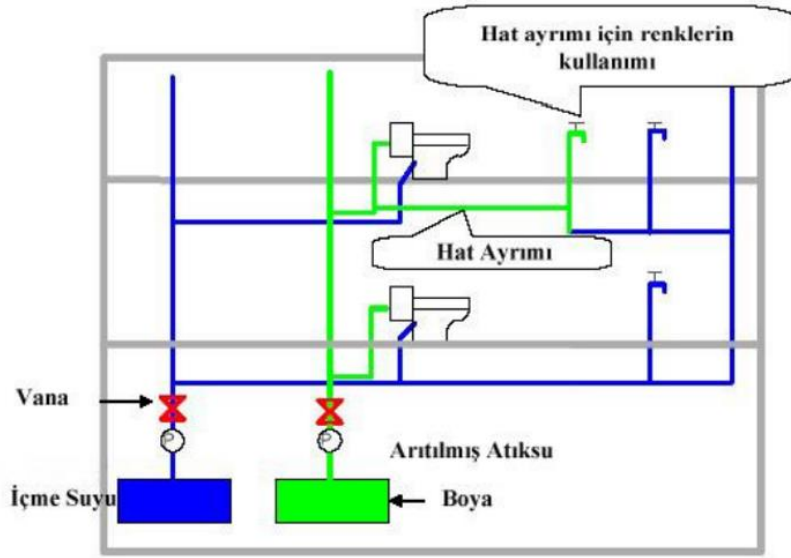 Hat ayrımı için renklerin
kullanımı
Hat Ayrımı
Vana
P
P
Arıtılmış Atıksu
İçme Suyu
Boya